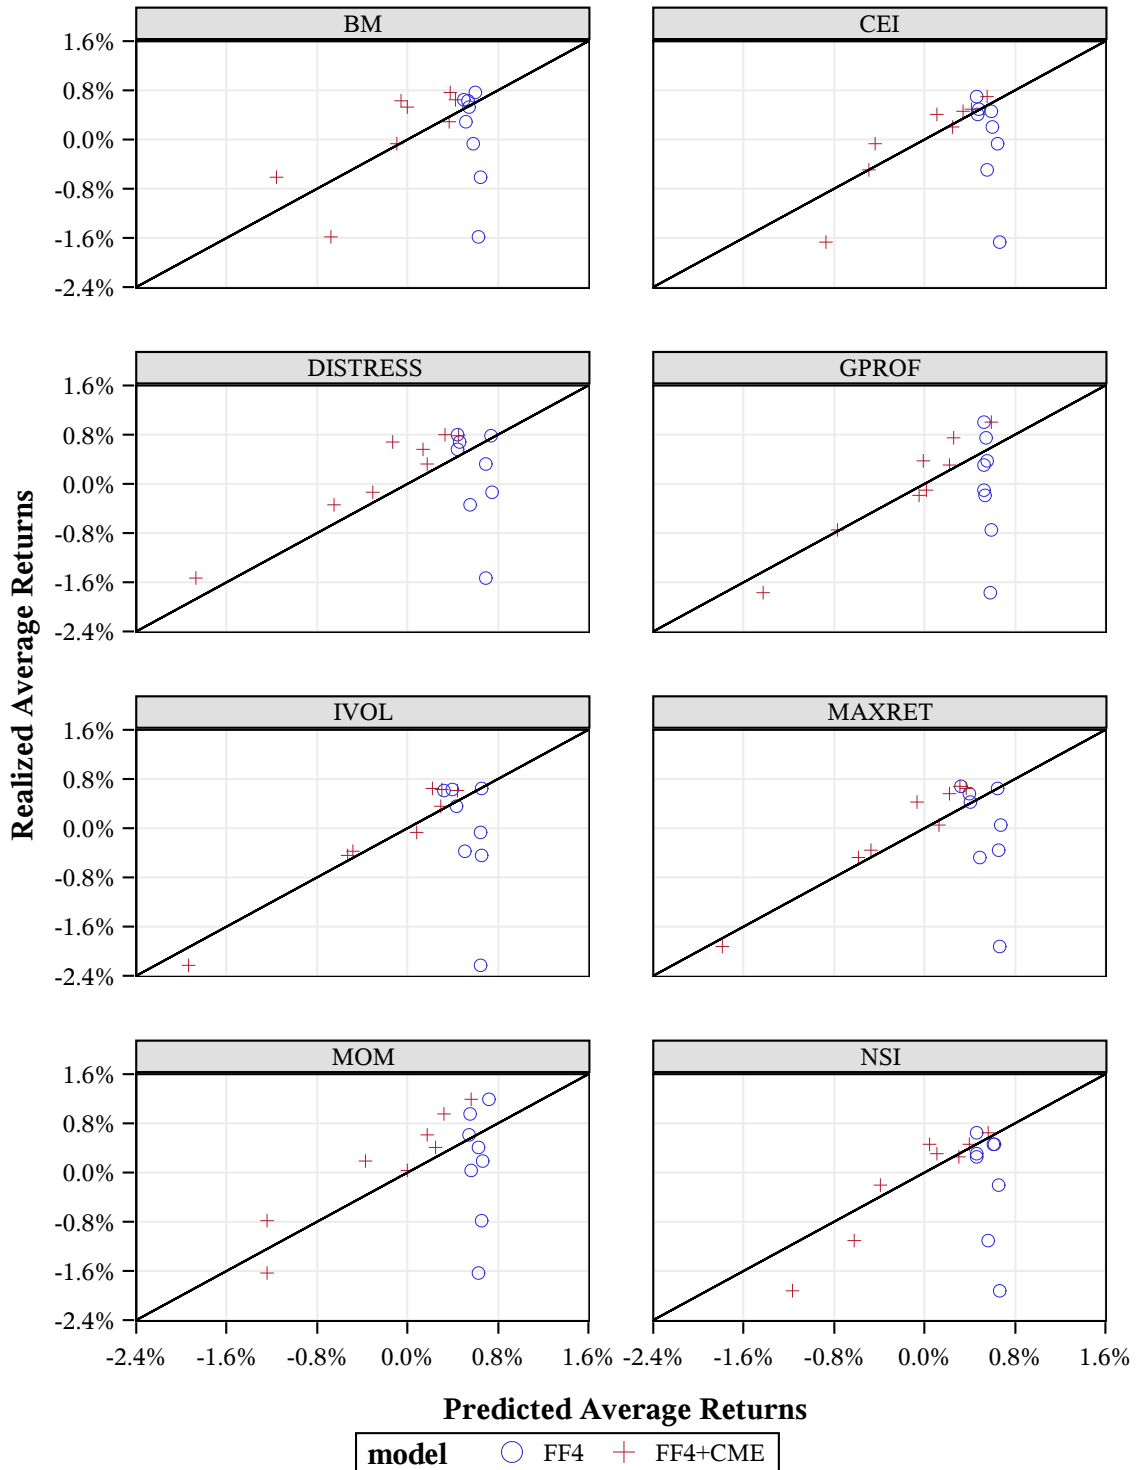 BM
CEI
1.6%
0.8%
0.0%
-0.8%
-1.6%
-2.4%
DISTRESS
GPROF
1.6%
0.8%
0.0%
-0.8%
-1.6%
-2.4%
Realized Average Returns
IVOL
MAXRET
1.6%
0.8%
0.0%
-0.8%
-1.6%
-2.4%
MOM
NSI
1.6%
0.8%
0.0%
-0.8%
-1.6%
-2.4%
-2.4% -1.6% -0.8% 0.0% 0.8% 1.6% -2.4% -1.6% -0.8% 0.0% 0.8% 1.6%
Predicted Average Returns
model FF4 FF4+CME